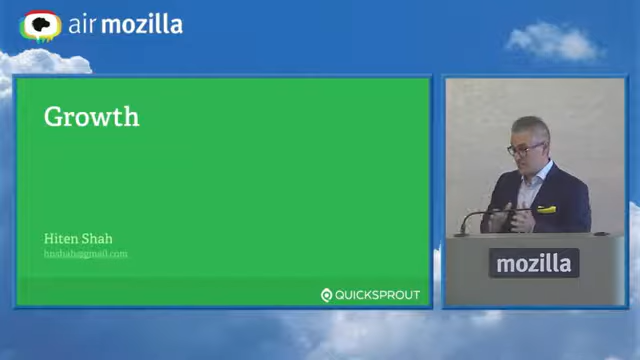 air mozilla
Growth
Hiten Shah
hnshah@gmail.com
QUICKSPROUT
mozilla